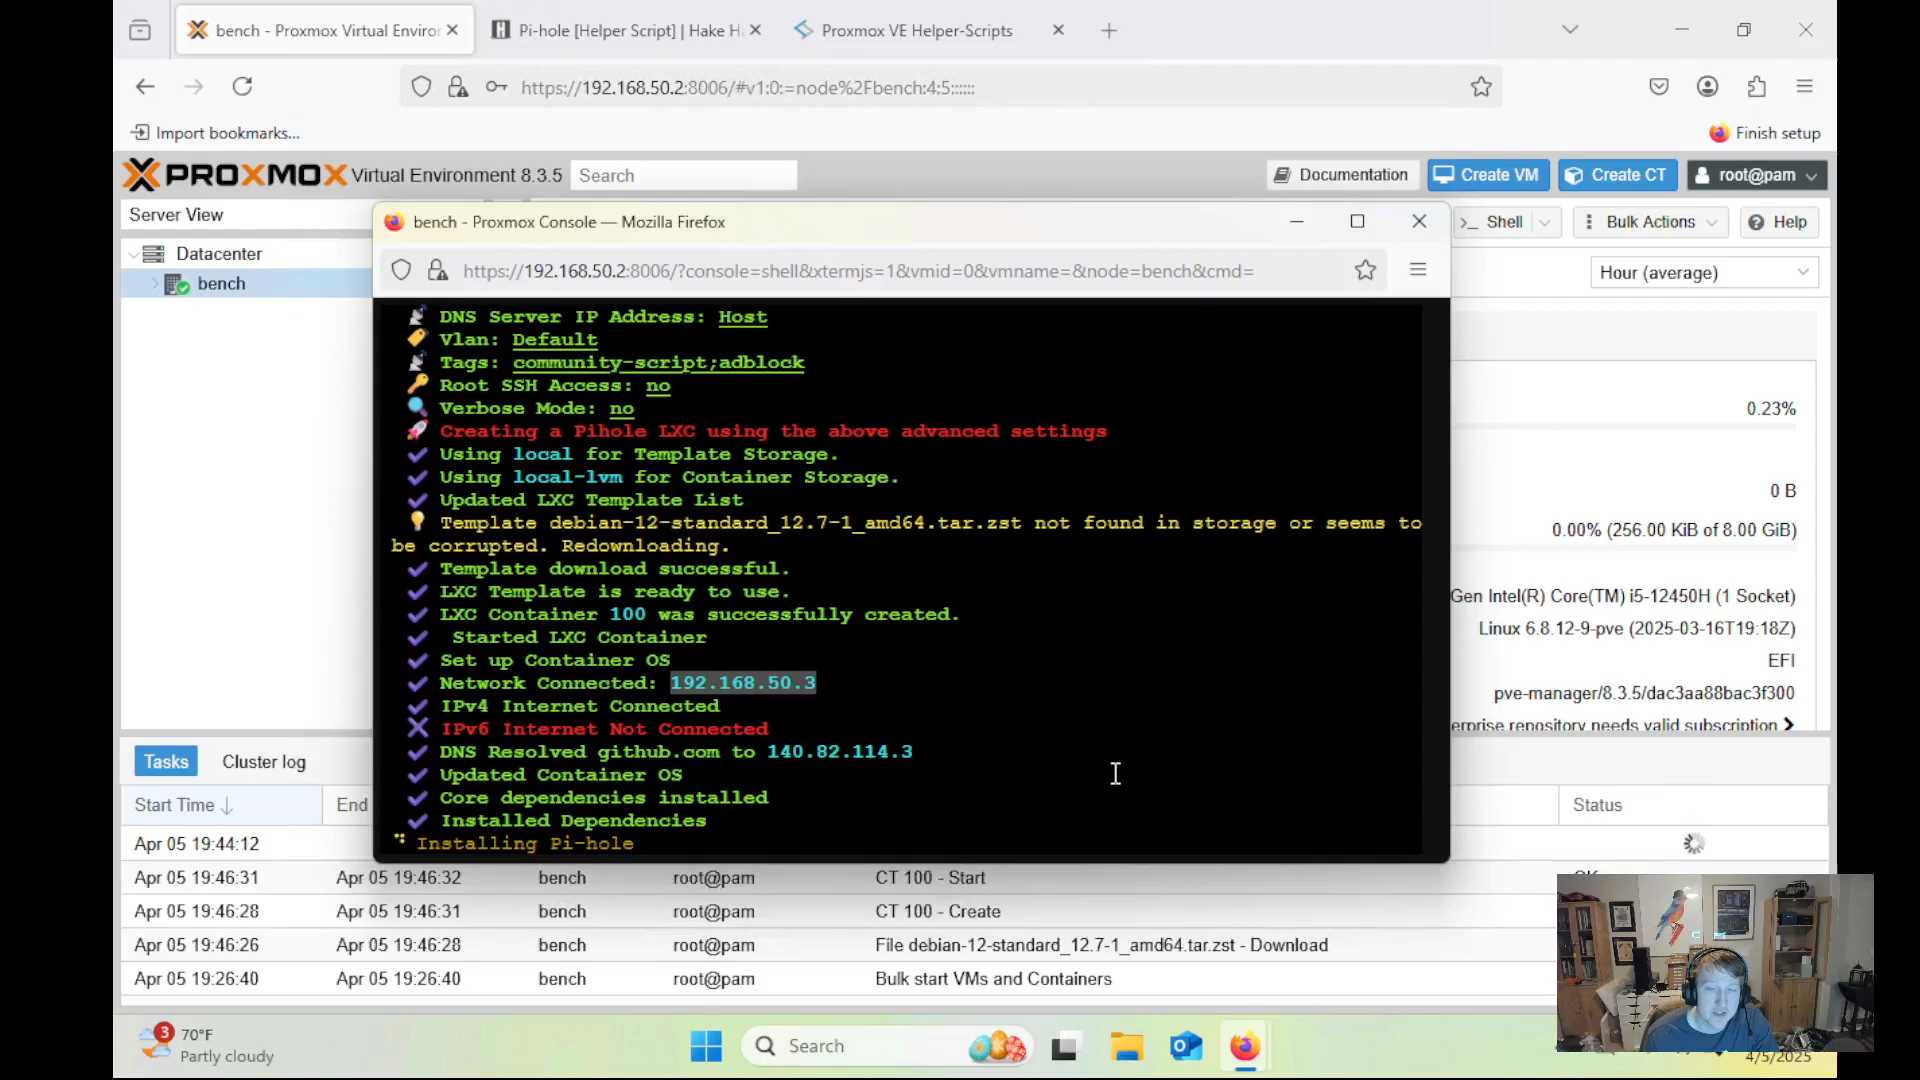 bench - Proxmox Virtual Enviror
Pi-hole [Helper Script] | Hake H
Proxmox VE Helper-Scripts
https://192.168.50.2:8006/#v1:0:=node%2Fbench:4:5::::::
Import bookmarks...
Finish setup
PROXMOX Virtual Environment 8.3.5
Search
Documentation
Create VM
Create CT
root@pam
Server View
Shell
Bulk Actions
Help
Datacenter
bench
Hour (average)
bench - Proxmox Console — Mozilla Firefox
https://192.168.50.2:8006/?console=shell&xtermjs=1&vmid=0&vmname=&node=bench&cmd=
DNS Server IP Address: Host
Vlan: Default
Tags: community-script;adblock
Root SSH Access: no
Verbose Mode: no
Creating a Pihole LXC using the above advanced settings
Using local for Template Storage.
Using local-lvm for Container Storage.
Updated LXC Template List
Template debian-12-standard_12.7-1_amd64.tar.zst not found in storage or seems to
be corrupted. Redownloading.
Template download successful.
LXC Template is ready to use.
LXC Container 100 was successfully created.
Started LXC Container
Set up Container OS
Network Connected: 192.168.50.3
IPv4 Internet Connected
IPv6 Internet Not Connected
DNS Resolved github.com to 140.82.114.3
Updated Container OS
Core dependencies installed
Installed Dependencies
Installing Pi-hole
0.23%
0 B
0.00% (256.00 KiB of 8.00 GiB)
Gen Intel(R) Core(TM) i5-12450H (1 Socket)
Linux 6.8.12-9-pve (2025-03-16T19:18Z)
EFI
pve-manager/8.3.5/dac3aa88bac3f300
erprise repository needs valid subscription
Tasks
Cluster log
Start Time
End
Status
Apr 05 19:44:12
Apr 05 19:46:31 Apr 05 19:46:32 bench root@pam CT 100 - Start
Apr 05 19:46:28 Apr 05 19:46:31 bench root@pam CT 100 - Create
Apr 05 19:46:26 Apr 05 19:46:28 bench root@pam File debian-12-standard_12.7-1_amd64.tar.zst - Download
Apr 05 19:26:40 Apr 05 19:26:40 bench root@pam Bulk start VMs and Containers
3
70°F
Partly cloudy
Search
4/5/2025